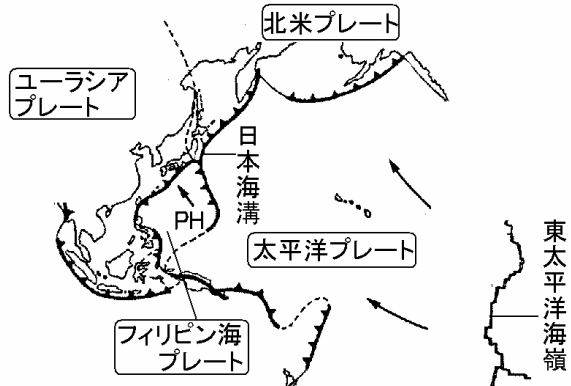 北米プレート
ユーラシア
プレート
日本海溝
PH
太平洋プレート
東太平洋海嶺
フィリピン海
プレート